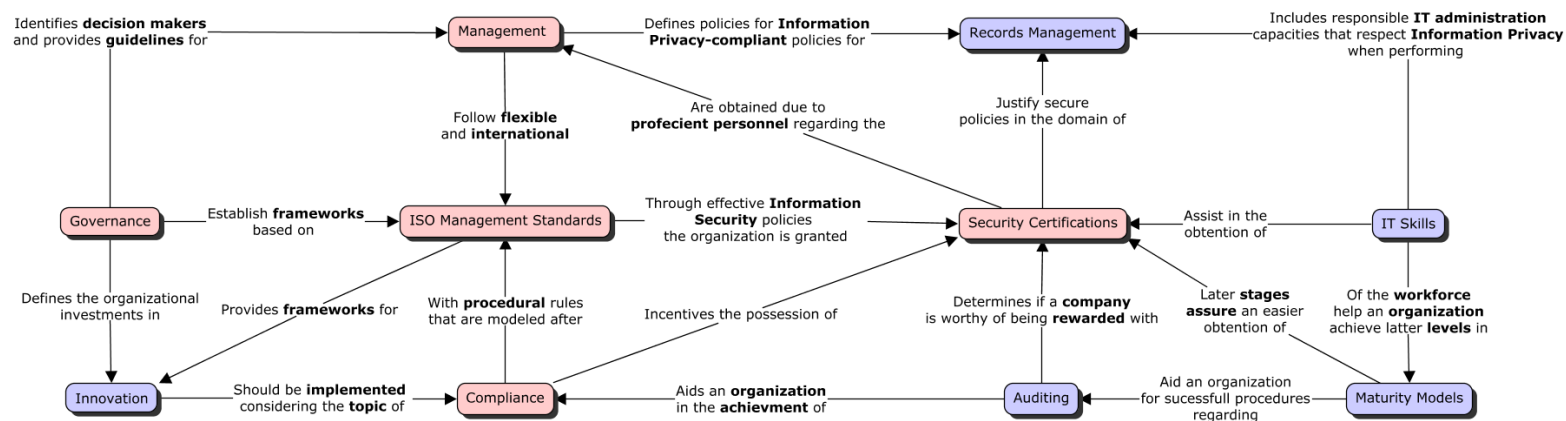 Identifies decision makers
and provides guidelines for
Management
Defines policies for Information
Privacy-compliant policies for
Records Management
Includes responsible IT administration
capacities that respect Information Privacy
when performing
Follow flexible
and international
Are obtained due to
profecient personnel regarding the
Justify secure
policies in the domain of
Governance
Establish frameworks
based on
ISO Management Standards
Through effective Information
Security policies
the organization is granted
Security Certifications
Assist in the
obtention of
IT Skills
Defines the organizational
investments in
Provides frameworks for
With procedural rules
that are modeled after
Incentives the possession of
Determines if a company
is worthy of being rewarded with
Later stages
assure an easier
obtention of
Of the workforce
help an organization
achieve latter levels in
Innovation
Should be implemented
considering the topic of
Compliance
Aids an organization
in the achievment of
Auditing
Aid an organization
for sucessfull procedures
regarding
Maturity Models